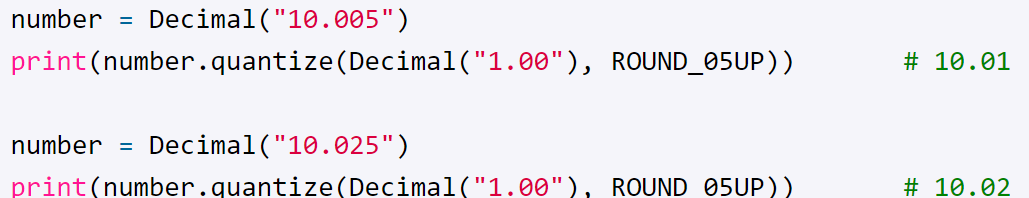 number = Decimal("10.005")
print(number.quantize(Decimal("1.00"), ROUND_05UP))       # 10.01
number = Decimal("10.025")
print(number.quantize(Decimal("1.00"), ROUND_05UP))       # 10.02